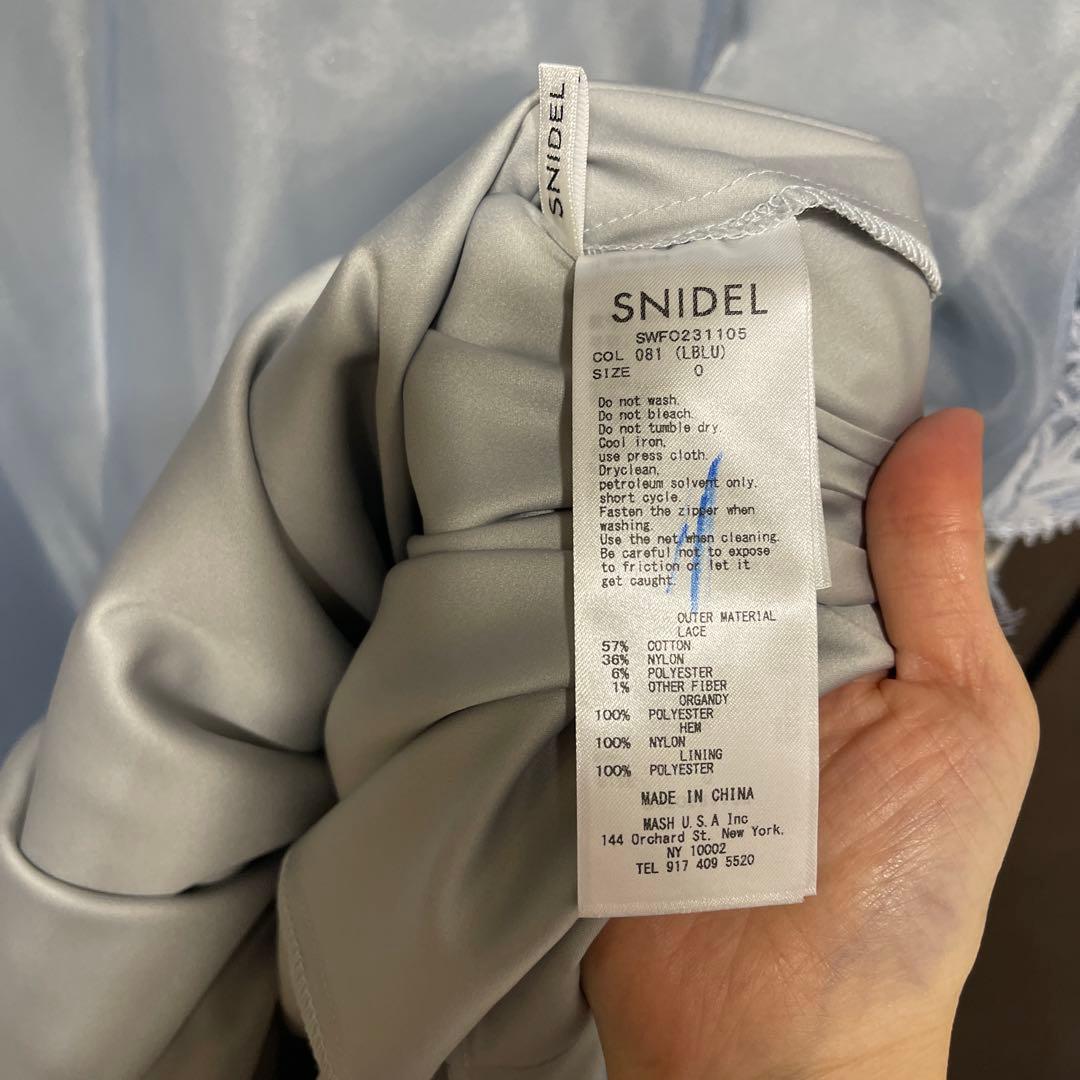 SNIDEL
SNIDEL
SWFO231105
COL 081 (LBLU)
SIZE 0
Do not wash.
Do not bleach.
Do not tumble dry.
Cool iron,
use press cloth.
Dryclean,
petroleum solvent only.
short cycle.
Fasten the zipper when
washing.
Use the net when cleaning.
Be careful not to expose
to friction or let it
get caught.
OUTER MATERIAL
LACE
57% COTTON
36% NYLON
6% POLYESTER
1% OTHER FIBER
ORGANDY
100% POLYESTER
HEM
100% NYLON
LINING
100% POLYESTER
MADE IN CHINA
MASH U.S.A Inc
144 Orchard St. New York.
NY 10002
TEL 917 409 5520